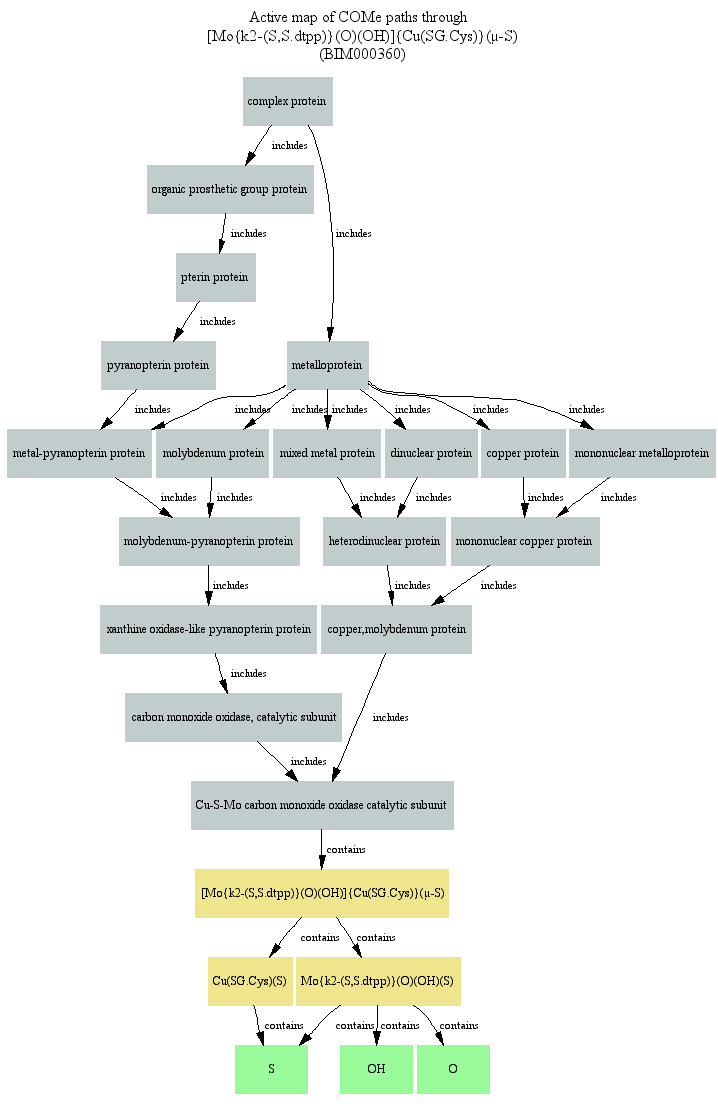 Active map of COMe paths through
[Mo{k2-(S,S.dtpp)}(O)(OH)]{Cu(SG.Cys)}(μ-S)
(BIM000360)
complex protein
includes
organic prosthetic group protein
includes
includes
pterin protein
includes
pyranopterin protein
metalloprotein
includes
includes
includes
includes
includes
includes
includes
metal-pyranopterin protein
molybdenum protein
mixed metal protein
dinuclear protein
copper protein
mononuclear metalloprotein
includes
includes
includes
includes
includes
includes
molybdenum-pyranopterin protein
heterodinuclear protein
mononuclear copper protein
includes
includes
includes
xanthine oxidase-like pyranopterin protein
copper,molybdenum protein
includes
carbon monoxide oxidase, catalytic subunit
includes
includes
Cu-S-Mo carbon monoxide oxidase catalytic subunit
contains
[Mo{k2-(S,S.dtpp)}(O)(OH)]{Cu(SG.Cys)}(μ-S)
contains
contains
Cu(SG.Cys)(S)
Mo{k2-(S,S.dtpp)}(O)(OH)(S)
contains
contains
contains
contains
S
OH
O